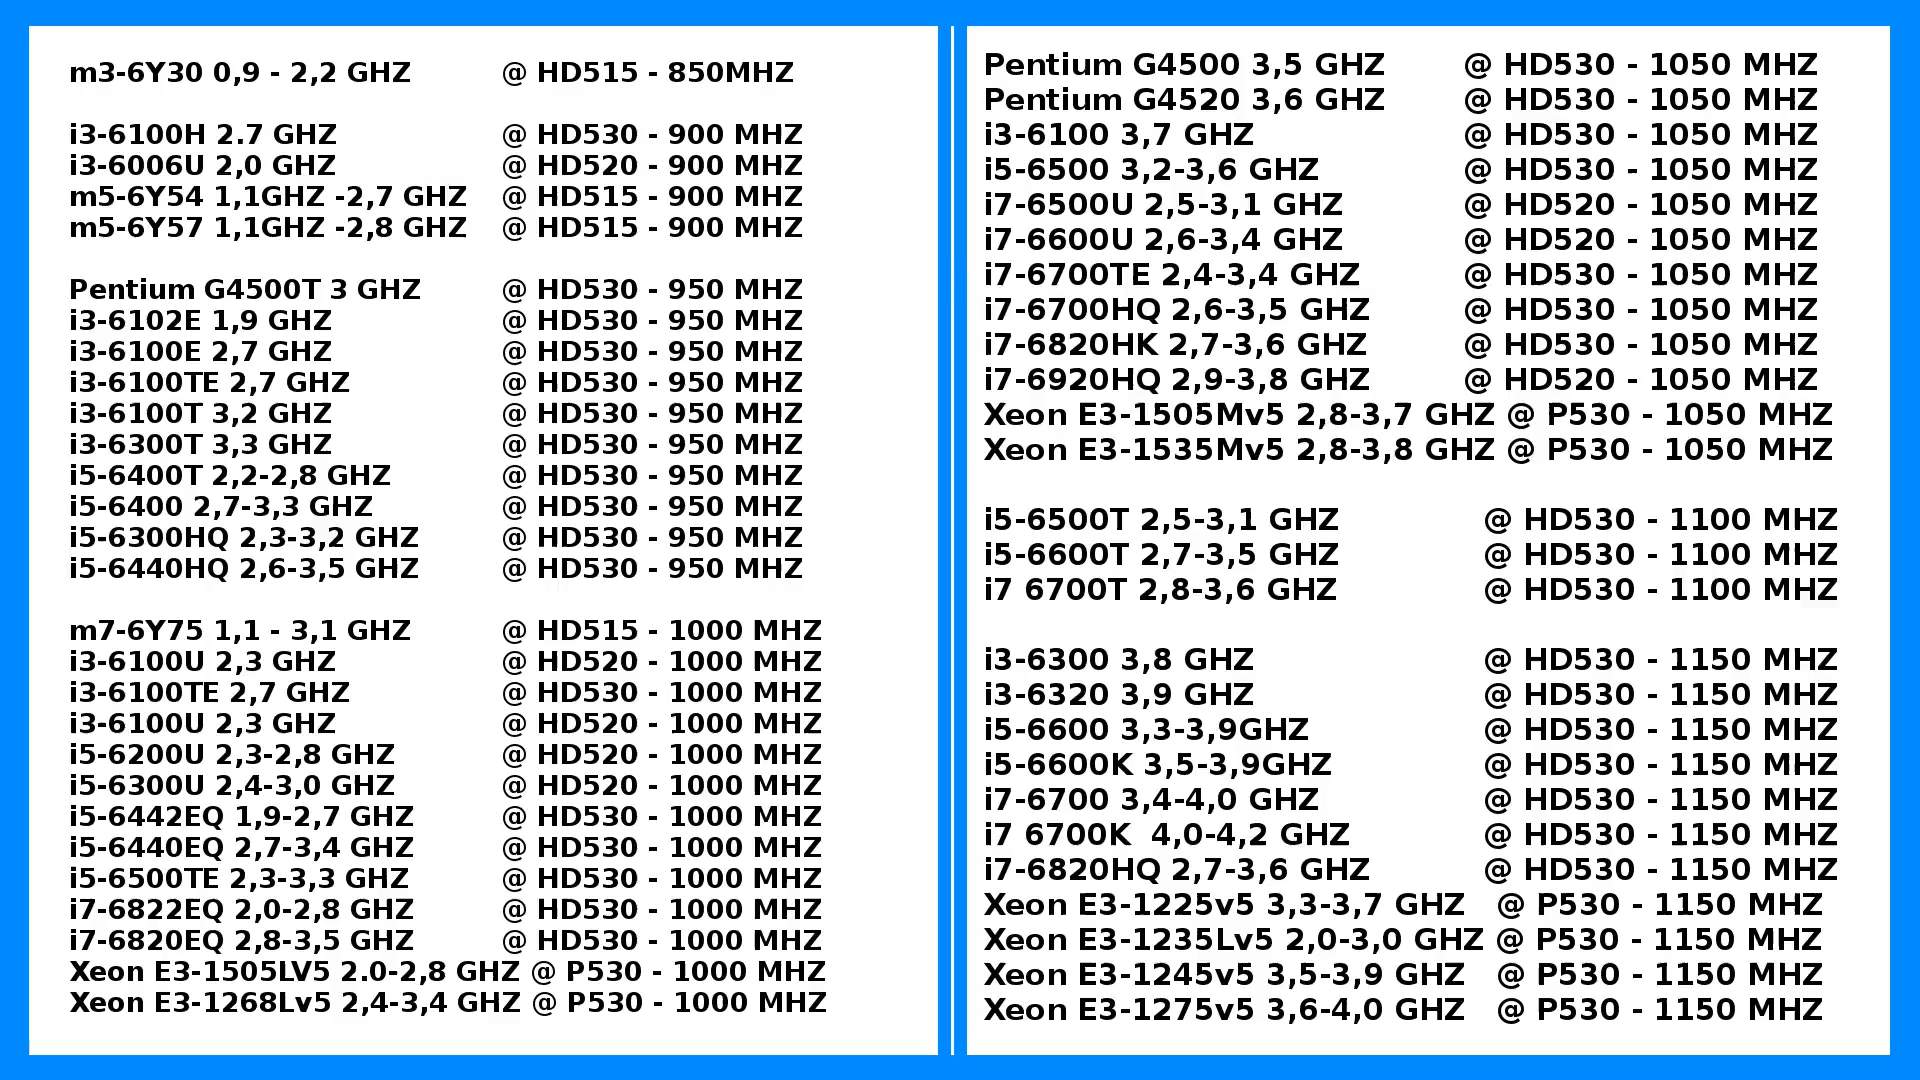 m3-6Y30 0,9 - 2,2 GHZ @ HD515 - 850MHZ
i3-6100H 2.7 GHZ @ HD530 - 900 MHZ
i3-6006U 2,0 GHZ @ HD520 - 900 MHZ
m5-6Y54 1,1GHZ -2,7 GHZ @ HD515 - 900 MHZ
m5-6Y57 1,1GHZ -2,8 GHZ @ HD515 - 900 MHZ
Pentium G4500T 3 GHZ @ HD530 - 950 MHZ
i3-6102E 1,9 GHZ @ HD530 - 950 MHZ
i3-6100E 2,7 GHZ @ HD530 - 950 MHZ
i3-6100TE 2,7 GHZ @ HD530 - 950 MHZ
i3-6100T 3,2 GHZ @ HD530 - 950 MHZ
i3-6300T 3,3 GHZ @ HD530 - 950 MHZ
i5-6400T 2,2-2,8 GHZ @ HD530 - 950 MHZ
i5-6400 2,7-3,3 GHZ @ HD530 - 950 MHZ
i5-6300HQ 2,3-3,2 GHZ @ HD530 - 950 MHZ
i5-6440HQ 2,6-3,5 GHZ @ HD530 - 950 MHZ
m7-6Y75 1,1 - 3,1 GHZ @ HD515 - 1000 MHZ
i3-6100U 2,3 GHZ @ HD520 - 1000 MHZ
i3-6100TE 2,7 GHZ @ HD530 - 1000 MHZ
i3-6100U 2,3 GHZ @ HD520 - 1000 MHZ
i5-6200U 2,3-2,8 GHZ @ HD520 - 1000 MHZ
i5-6300U 2,4-3,0 GHZ @ HD520 - 1000 MHZ
i5-6442EQ 1,9-2,7 GHZ @ HD530 - 1000 MHZ
i5-6440EQ 2,7-3,4 GHZ @ HD530 - 1000 MHZ
i5-6500TE 2,3-3,3 GHZ @ HD530 - 1000 MHZ
i7-6822EQ 2,0-2,8 GHZ @ HD530 - 1000 MHZ
i7-6820EQ 2,8-3,5 GHZ @ HD530 - 1000 MHZ
Xeon E3-1505LV5 2.0-2,8 GHZ @ P530 - 1000 MHZ
Xeon E3-1268Lv5 2,4-3,4 GHZ @ P530 - 1000 MHZ
Pentium G4500 3,5 GHZ @ HD530 - 1050 MHZ
Pentium G4520 3,6 GHZ @ HD530 - 1050 MHZ
i3-6100 3,7 GHZ @ HD530 - 1050 MHZ
i5-6500 3,2-3,6 GHZ @ HD530 - 1050 MHZ
i7-6500U 2,5-3,1 GHZ @ HD520 - 1050 MHZ
i7-6600U 2,6-3,4 GHZ @ HD520 - 1050 MHZ
i7-6700TE 2,4-3,4 GHZ @ HD530 - 1050 MHZ
i7-6700HQ 2,6-3,5 GHZ @ HD530 - 1050 MHZ
i7-6820HK 2,7-3,6 GHZ @ HD530 - 1050 MHZ
i7-6920HQ 2,9-3,8 GHZ @ HD520 - 1050 MHZ
Xeon E3-1505Mv5 2,8-3,7 GHZ @ P530 - 1050 MHZ
Xeon E3-1535Mv5 2,8-3,8 GHZ @ P530 - 1050 MHZ
i5-6500T 2,5-3,1 GHZ @ HD530 - 1100 MHZ
i5-6600T 2,7-3,5 GHZ @ HD530 - 1100 MHZ
i7 6700T 2,8-3,6 GHZ @ HD530 - 1100 MHZ
i3-6300 3,8 GHZ @ HD530 - 1150 MHZ
i3-6320 3,9 GHZ @ HD530 - 1150 MHZ
i5-6600 3,3-3,9GHZ @ HD530 - 1150 MHZ
i5-6600K 3,5-3,9GHZ @ HD530 - 1150 MHZ
i7-6700 3,4-4,0 GHZ @ HD530 - 1150 MHZ
i7 6700K 4,0-4,2 GHZ @ HD530 - 1150 MHZ
i7-6820HQ 2,7-3,6 GHZ @ HD530 - 1150 MHZ
Xeon E3-1225v5 3,3-3,7 GHZ @ P530 - 1150 MHZ
Xeon E3-1235Lv5 2,0-3,0 GHZ @ P530 - 1150 MHZ
Xeon E3-1245v5 3,5-3,9 GHZ @ P530 - 1150 MHZ
Xeon E3-1275v5 3,6-4,0 GHZ @ P530 - 1150 MHZ